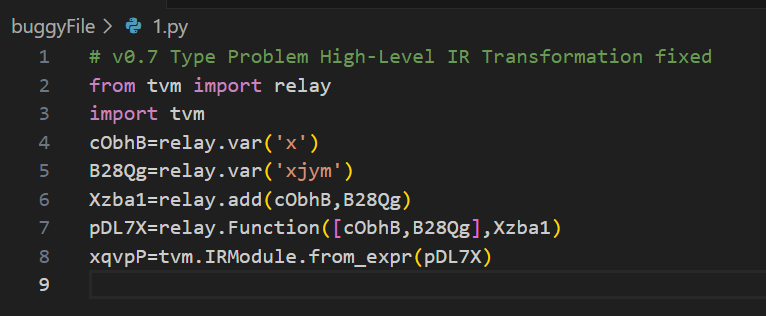 buggyFile > 1.py
1 # v0.7 Type Problem High-Level IR Transformation fixed
2 from tvm import relay
3 import tvm
4 cObhB=relay.var('x')
5 B28Qg=relay.var('xjym')
6 Xzba1=relay.add(cObhB,B28Qg)
7 pDL7X=relay.Function([cObhB,B28Qg],Xzba1)
8 xqvpP=tvm.IRModule.from_expr(pDL7X)
9